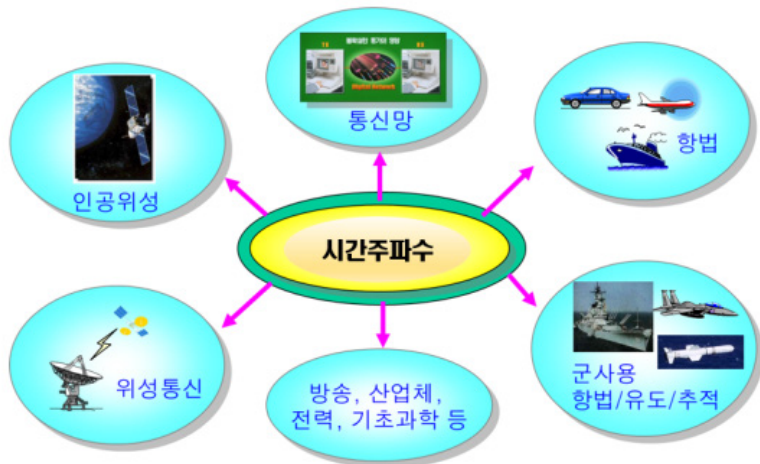 통신망
인공위성
항법
시간주파수
위성통신
방송, 산업체,
전력, 기초과학 등
군사용
항법/유도/추적